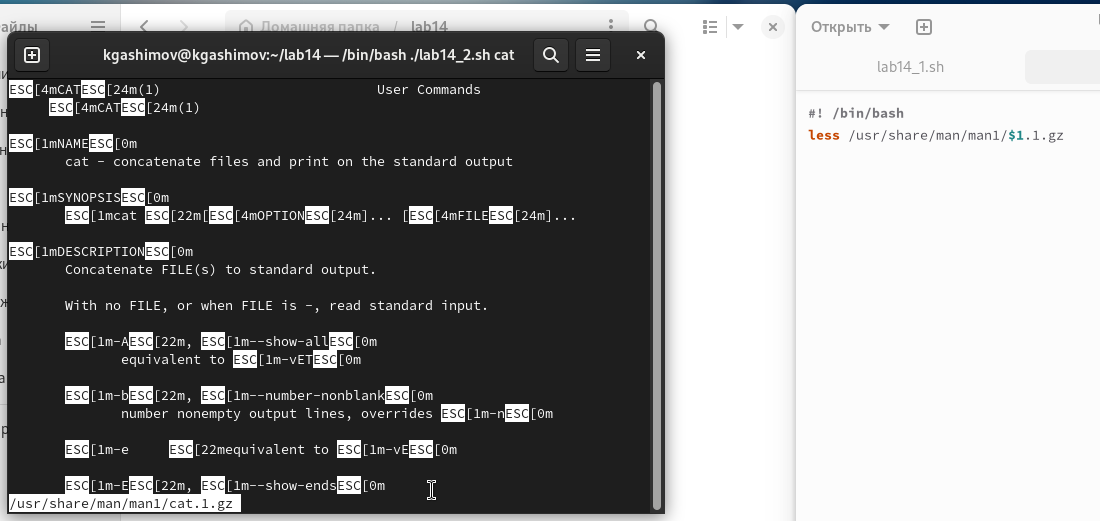 айлы
Домашняя папка / lab14
Открыть
kgashimov@kgashimov:~/lab14 — /bin/bash ./lab14_2.sh cat
lab14_1.sh
ESC[4mCATESC[24m(1) User Commands
ESC[4mCATESC[24m(1)
ESC[1mNAMEESC[0m
cat - concatenate files and print on the standard output
ESC[1mSYNOPSISESC[0m
ESC[1mcat ESC[22m[ESC[4mOPTIONESC[24m]... [ESC[4mFILEESC[24m]...
ESC[1mDESCRIPTIONESC[0m
Concatenate FILE(s) to standard output.
With no FILE, or when FILE is -, read standard input.
ESC[1m-AESC[22m, ESC[1m--show-allESC[0m
equivalent to ESC[1m-vETESC[0m
ESC[1m-bESC[22m, ESC[1m--number-nonblankESC[0m
number nonempty output lines, overrides ESC[1m-nESC[0m
ESC[1m-e ESC[22mequivalent to ESC[1m-vEESC[0m
ESC[1m-EESC[22m, ESC[1m--show-endsESC[0m
/usr/share/man/man1/cat.1.gz
#! /bin/bash
less /usr/share/man/man1/$1.1.gz